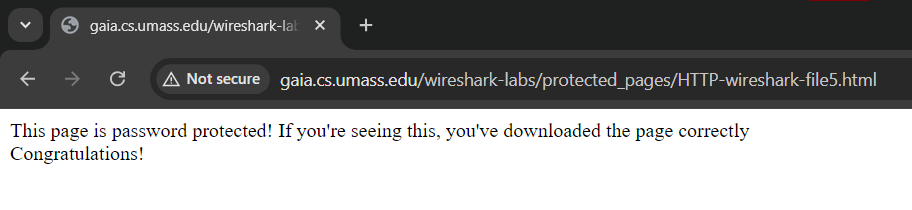 gaia.cs.umass.edu/wireshark-lab
Not secure
gaia.cs.umass.edu/wireshark-labs/protected_pages/HTTP-wireshark-file5.html
This page is password protected! If you're seeing this, you've downloaded the page correctly
Congratulations!